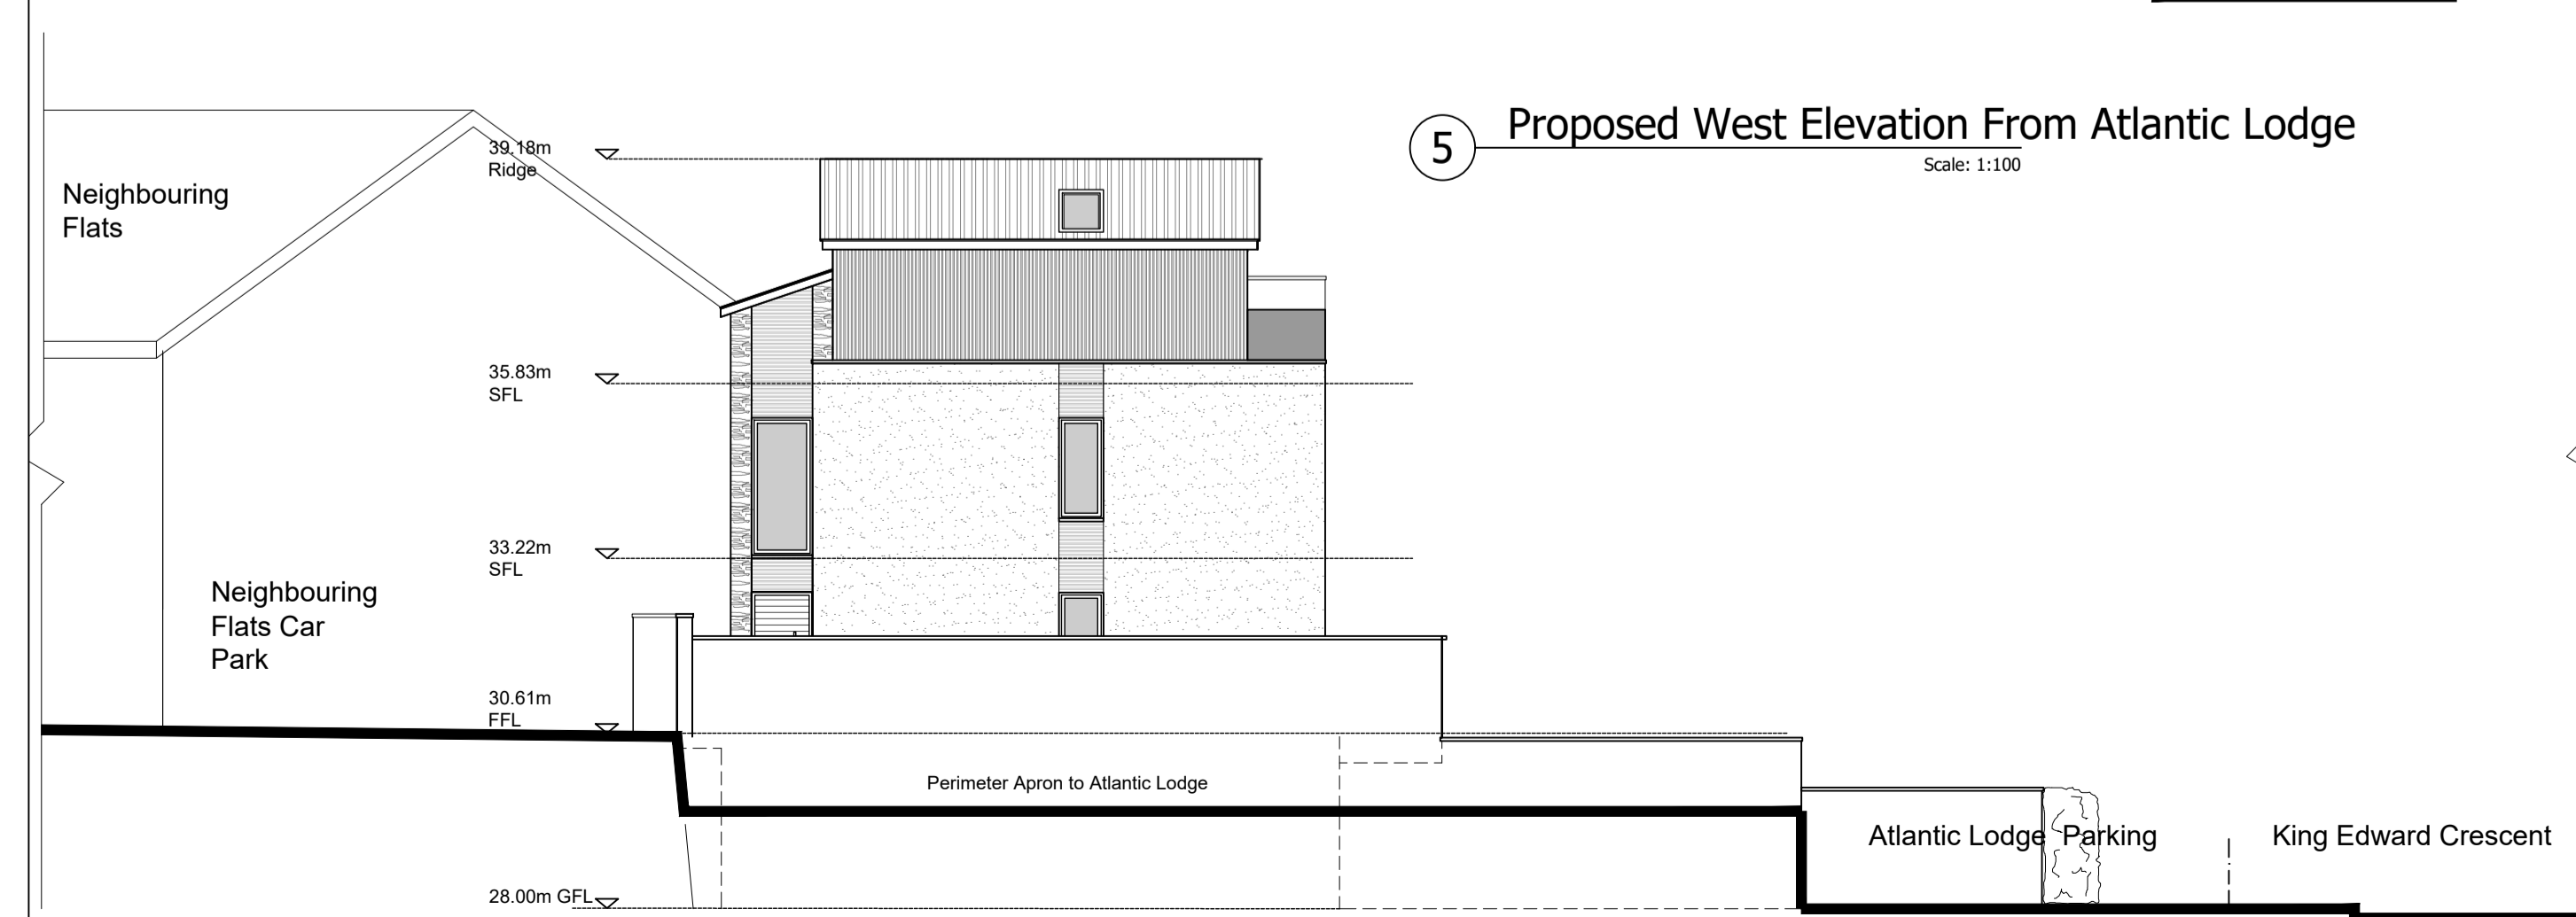 5
Proposed West Elevation From Atlantic Lodge
Scale: 1:100
39.18m
Ridge
Neighbouring
Flats
35.83m
SFL
33.22m
SFL
Neighbouring
Flats Car
Park
30.61m
FFL
Perimeter Apron to Atlantic Lodge
Atlantic Lodge Parking
King Edward Crescent
28.00m GFL